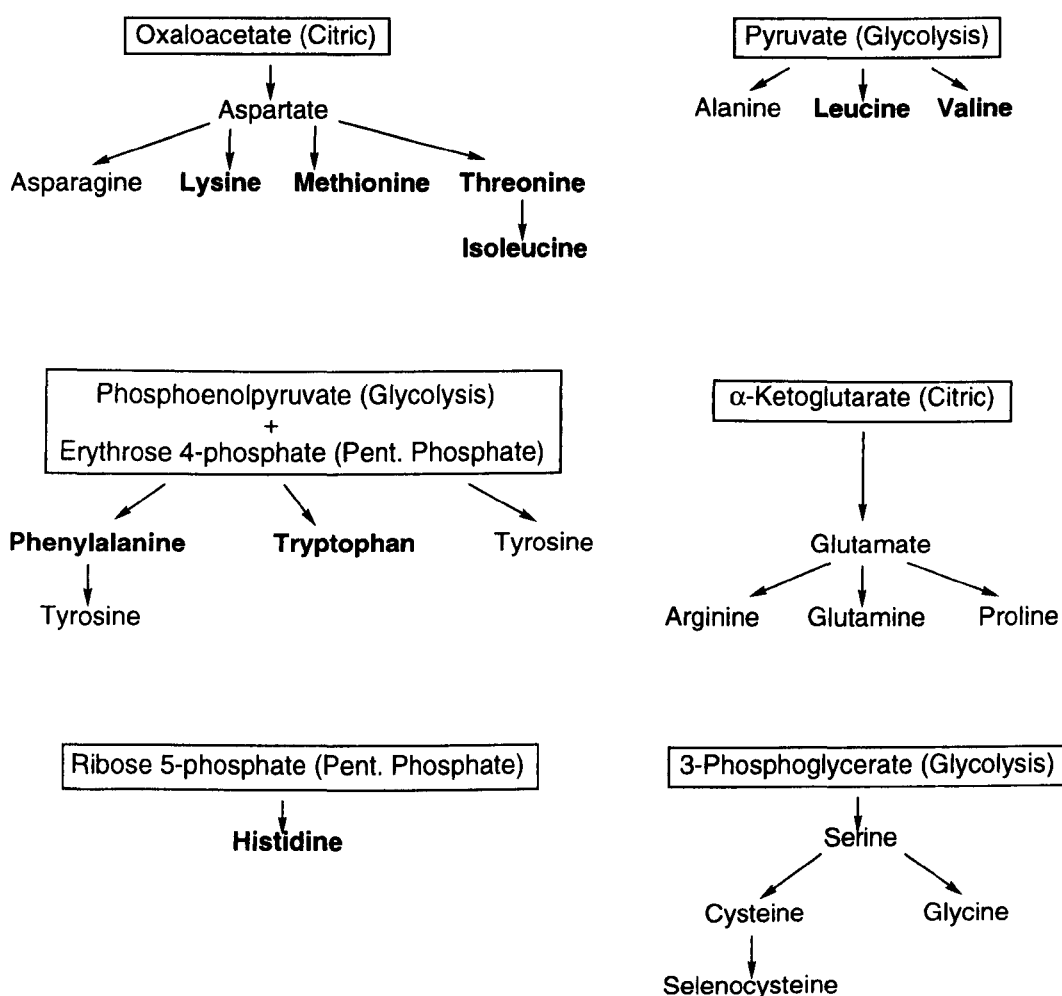 Oxaloacetate (Citric)
Aspartate
Asparagine Lysine Methionine Threonine
Isoleucine
Pyruvate (Glycolysis)
Alanine Leucine Valine
Phosphoenolpyruvate (Glycolysis)
+
Erythrose 4-phosphate (Pent. Phosphate)
Phenylalanine Tryptophan Tyrosine
Tyrosine
α-Ketoglutarate (Citric)
Glutamate
Arginine Glutamine Proline
Ribose 5-phosphate (Pent. Phosphate)
Histidine
3-Phosphoglycerate (Glycolysis)
Serine
Cysteine Glycine
Selenocysteine